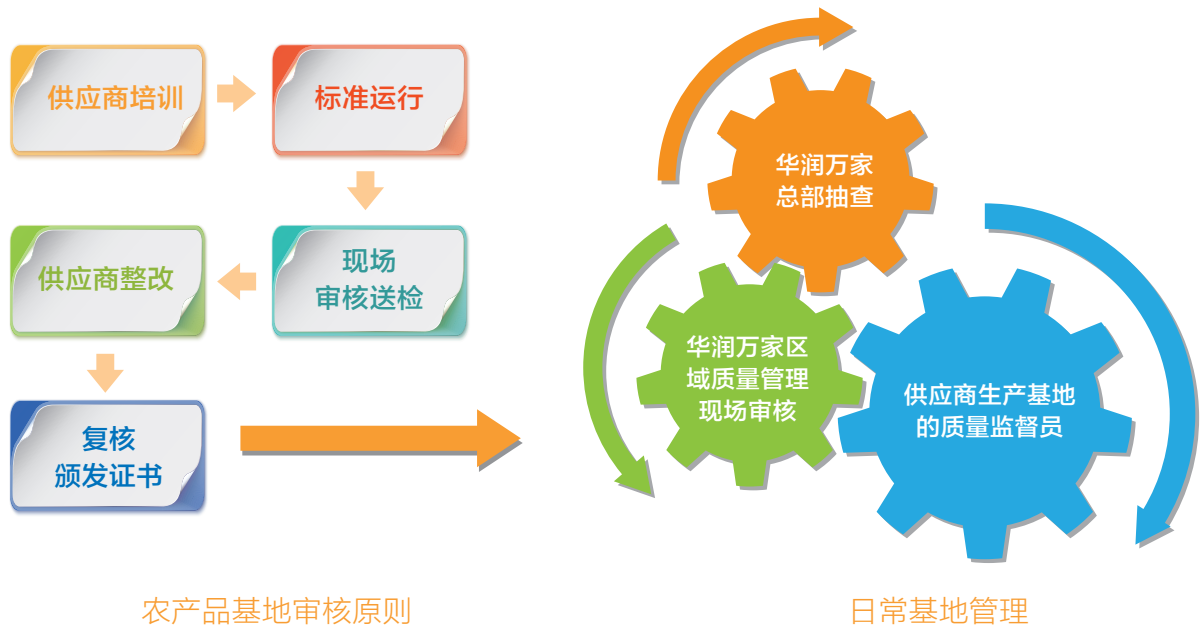 供应商培训
标准运行
现场
审核送检
供应商整改
复核
颁发证书
农产品基地审核原则
华润万家
总部抽查
华润万家区
域质量管理
现场审核
供应商生产基地
的质量监督员
日常基地管理